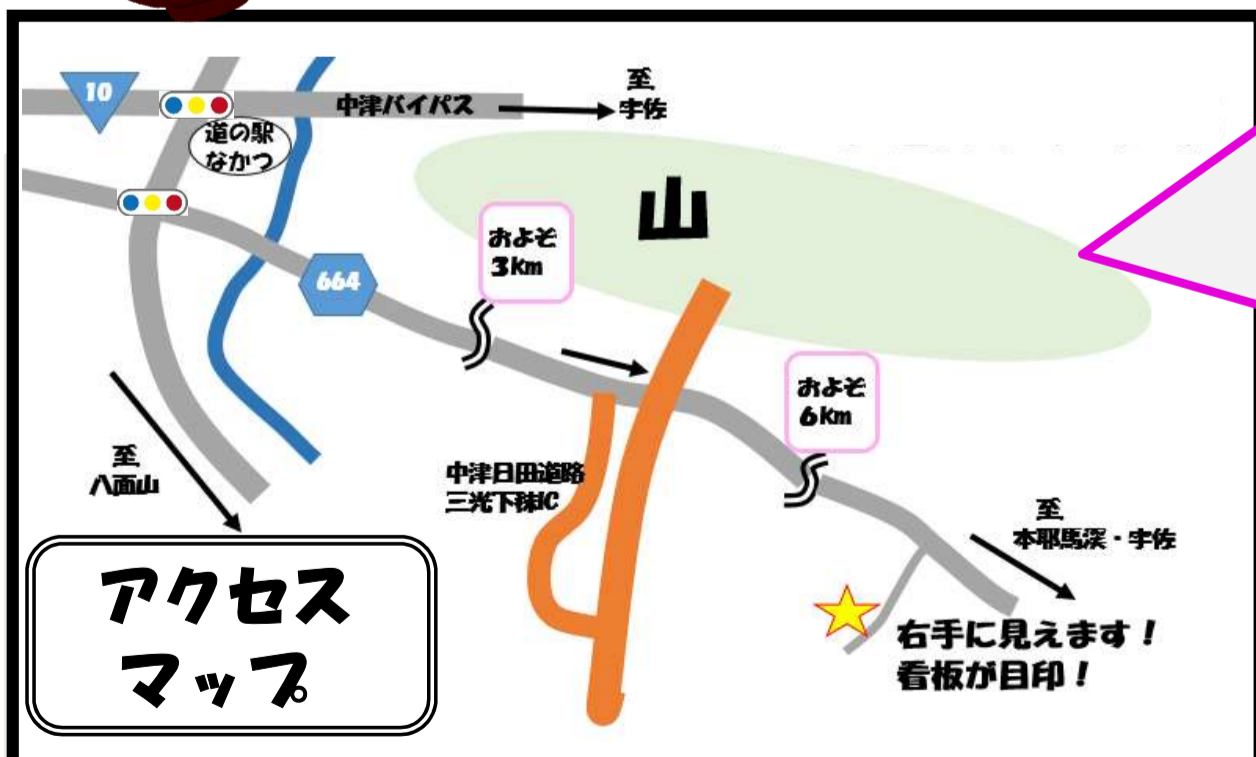 10
中津バイパス
至
宇佐
道の駅
なかつ
およそ
3km
山
664
およそ
6km
至
八面山
中津日田道路
三光下秣IC
至
本耶馬渓・宇佐
アクセス
マップ
右手に見えます!
看板が目印!